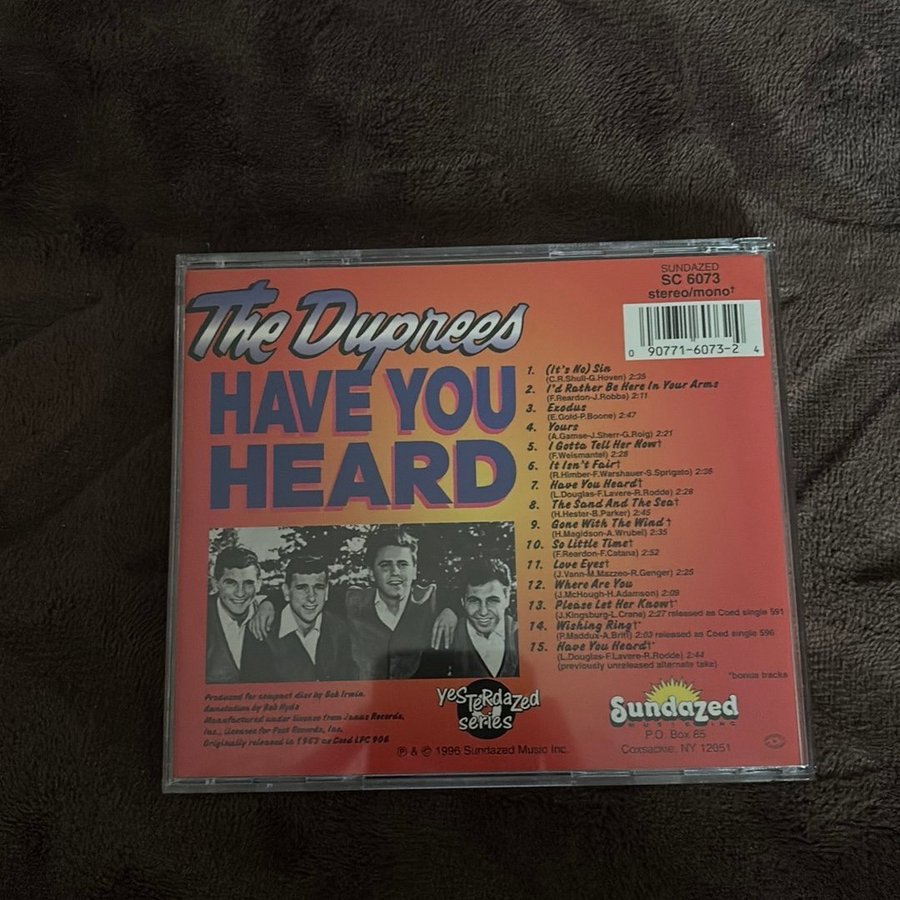 The Duprees
HAVE YOU
HEARD
SUNDAZED
SC 6073
stereo/mono†
0 90771-6073-2 4
1. (It's No) Sin
(C.R.Shull-G.Hoven) 2:35
2. I'd Rather Be Here In Your Arms
(F.Reardon-J.Robba) 2:11
3. Exodus
(E.Gold-P.Boone) 2:47
4. Yours
(A.Gamse-J.Sherr-G.Roig) 2:21
5. I Gotta Tell Her Now†
(F.Weismantel) 2:28
6. It Isn't Fair†
(R.Himber-F.Warshauer-S.Sprigato) 2:36
7. Have You Heard†
(L.Douglas-F.Lavere-R.Rodde) 2:28
8. The Sand And The Sea†
(H.Hester-B.Parker) 2:45
9. Gone With The Wind†
(H.Magidson-A.Wrubel) 2:35
10. So Little Time†
(F.Reardon-F.Catana) 2:52
11. Love Eyes†
(J.Vann-M.Mazzeo-R.Genger) 2:25
12. Where Are You
(J.McHough-H.Adamson) 2:09
13. Please Let Her Know†*
(J.Kingsburg-L.Crane) 2:27 released as Coed single 591
14. Wishing Ring†*
(P.Maddux-A.Britt) 2:03 released as Coed single 596
15. Have You Heard†*
(L.Douglas-F.Lavere-R.Rodde) 2:44
(previously unreleased alternate take)
*bonus tracks
Produced for compact disc by Bob Irwin.
Annotation by Bob Hyde
Manufactured under license from Janus Records,
Inc., licensee for Post Records, Inc.
Originally released in 1963 as Coed LPC 906
YesTeRdaZed
series
℗ & © 1996 Sundazed Music Inc.
Sundazed
MUSIC INC.
P.O. Box 85
Coxsackie, NY 12051